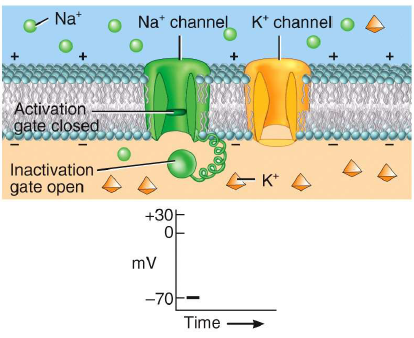 Na⁺
Na⁺ channel
K⁺ channel
+ + + + +
Activation
gate closed
– – – – –
Inactivation
gate open
K⁺
+30
0
mV
–70
Time